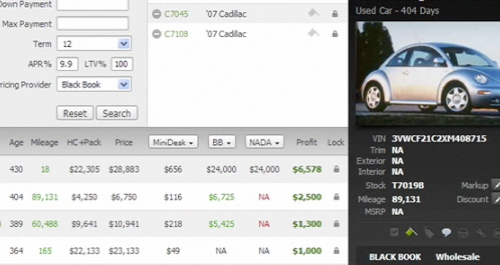 Down Payment
Max Payment
Term 12
APR% 9.9 LTV% 100
Pricing Provider Black Book
Reset Search
C7045 '07 Cadillac
C7108 '07 Cadillac
Age Mileage HC+Pack Price MiniDesk BB NADA Profit Lock
430 18 $22,305 $28,883 $656 $24,000 $24,000 $6,578
404 89,131 $4,250 $6,750 $116 $6,725 NA $2,500
389 60,488 $9,641 $10,941 $218 $5,425 NA $1,300
364 165 $22,133 $23,133 $49 NA NA $1,000
Used Car - 404 Days
VIN 3VWCF21C2XM408715
Trim NA
Exterior NA
Interior NA
Stock T7019B Markup
Mileage 89,131 Discount
MSRP NA
BLACK BOOK Wholesale